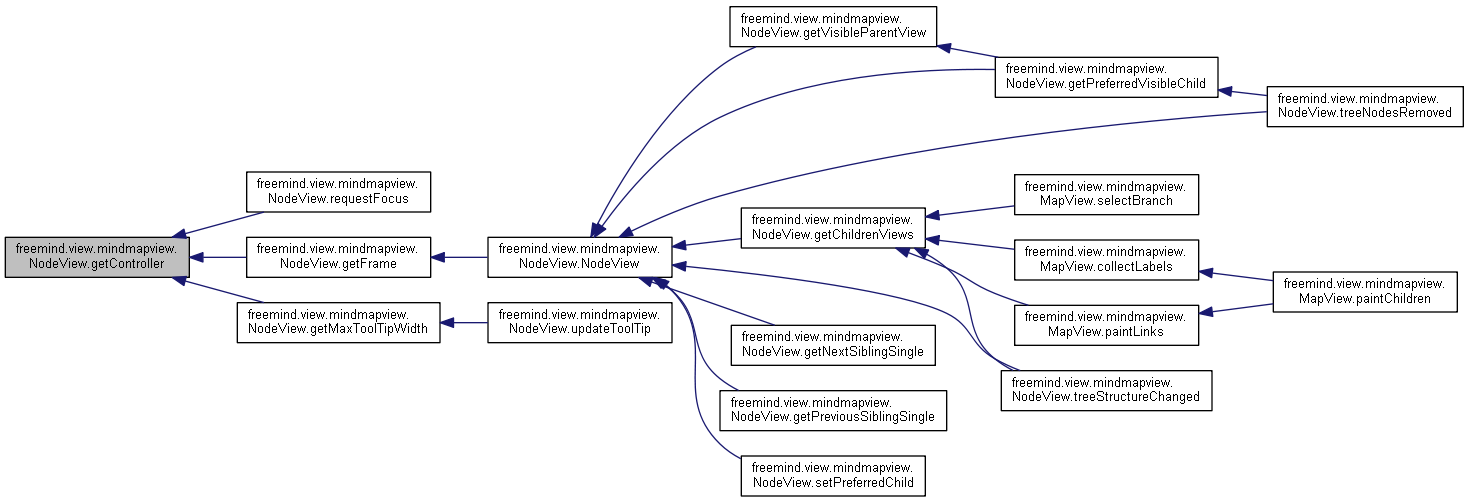 freemind.view.mindmapview.
NodeView.getController
freemind.view.mindmapview.
NodeView.requestFocus
freemind.view.mindmapview.
NodeView.getFrame
freemind.view.mindmapview.
NodeView.getMaxToolTipWidth
freemind.view.mindmapview.
NodeView.NodeView
freemind.view.mindmapview.
NodeView.updateToolTip
freemind.view.mindmapview.
NodeView.getVisibleParentView
freemind.view.mindmapview.
NodeView.getChildrenViews
freemind.view.mindmapview.
NodeView.getNextSiblingSingle
freemind.view.mindmapview.
NodeView.getPreviousSiblingSingle
freemind.view.mindmapview.
NodeView.setPreferredChild
freemind.view.mindmapview.
NodeView.getPreferredVisibleChild
freemind.view.mindmapview.
MapView.selectBranch
freemind.view.mindmapview.
MapView.collectLabels
freemind.view.mindmapview.
MapView.paintLinks
freemind.view.mindmapview.
NodeView.treeStructureChanged
freemind.view.mindmapview.
NodeView.treeNodesRemoved
freemind.view.mindmapview.
MapView.paintChildren